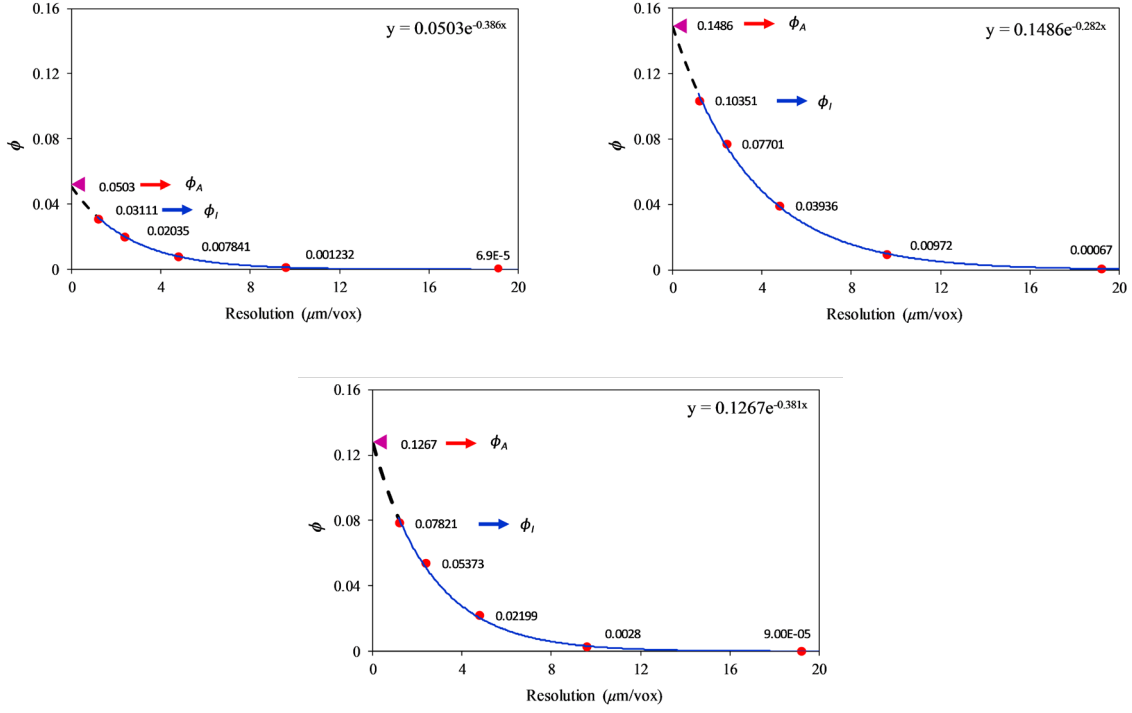 0.16
y = 0.0503e^-0.386x
0.12
0.08
ϕ
0.0503 ϕA
0.04
0.03111 ϕI
0.02035
0.007841
0.001232
6.9E-5
0
0 4 8 12 16 20
Resolution (μm/vox)
0.16
0.1486 ϕA
y = 0.1486e^-0.282x
0.12
0.10351 ϕI
0.08
0.07701
ϕ
0.04
0.03936
0.00972
0.00067
0
0 4 8 12 16 20
Resolution (μm/vox)
0.16
y = 0.1267e^-0.381x
0.12
0.1267 ϕA
0.08
0.07821 ϕI
ϕ
0.05373
0.04
0.02199
0.0028
9.00E-05
0
0 4 8 12 16 20
Resolution (μm/vox)